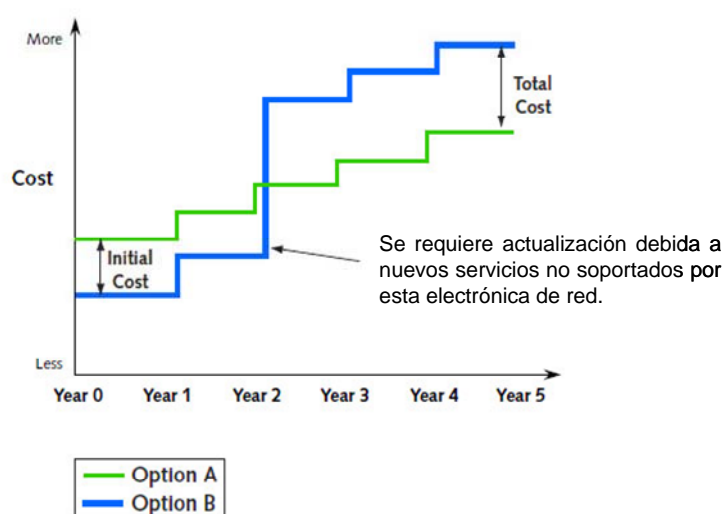 More
Total
Cost
Cost
Initial
Cost
Se requiere actualización debida a
nuevos servicios no soportados por
esta electrónica de red.
Less
Year 0 Year 1 Year 2 Year 3 Year 4 Year 5
Option A
Option B